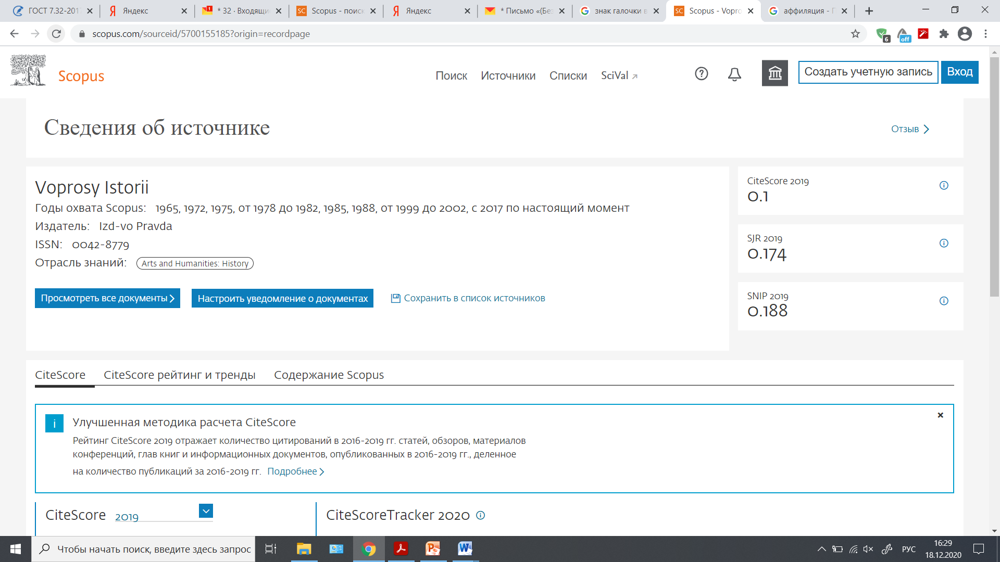 ГОСТ 7.32-2017
Яндекс
* 32 · Входящи
Scopus - поиск
Яндекс
* Письмо «(Без
знак галочки в
Scopus - Vopro
аффиляция - П
scopus.com/sourceid/5700155185?origin=recordpage
6
off
Scopus
Поиск
Источники
Списки
SciVal
Создать учетную запись
Вход
Сведения об источнике
Отзыв
Voprosy Istorii
Годы охвата Scopus: 1965, 1972, 1975, от 1978 до 1982, 1985, 1988, от 1999 до 2002, с 2017 по настоящий момент
Издатель: Izd-vo Pravda
ISSN: 0042-8779
Отрасль знаний: Arts and Humanities: History
Просмотреть все документы
Настроить уведомление о документах
Сохранить в список источников
CiteScore 2019
0.1
SJR 2019
0.174
SNIP 2019
0.188
CiteScore
CiteScore рейтинг и тренды
Содержание Scopus
Улучшенная методика расчета CiteScore
Рейтинг CiteScore 2019 отражает количество цитирований в 2016-2019 гг. статей, обзоров, материалов
конференций, глав книг и информационных документов, опубликованных в 2016-2019 гг., деленное
на количество публикаций за 2016-2019 гг. Подробнее
CiteScore 2019
CiteScoreTracker 2020
Чтобы начать поиск, введите здесь запрос
РУС
16:29
18.12.2020